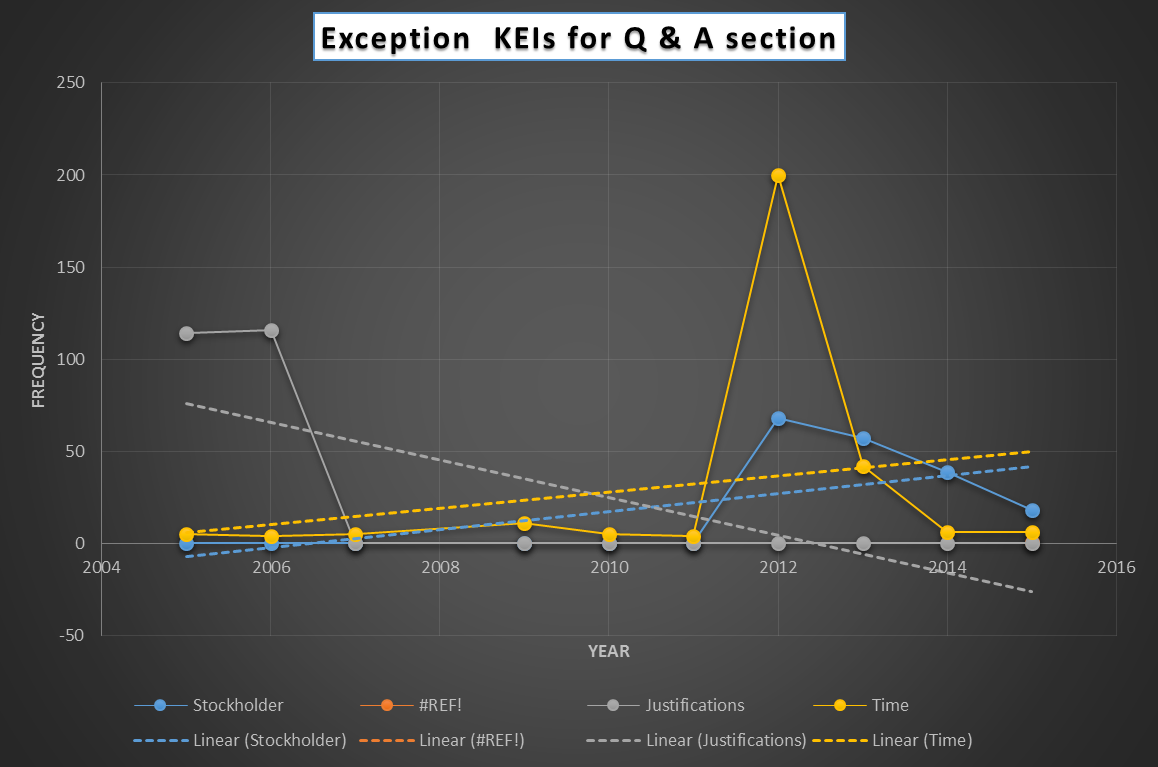 Exception KEIs for Q & A section
250
200
150
100
50
0
-50
FREQUENCY
2004 2006 2008 2010 2012 2014 2016
YEAR
Stockholder #REF! Justifications Time
Linear (Stockholder) Linear (#REF!) Linear (Justifications) Linear (Time)